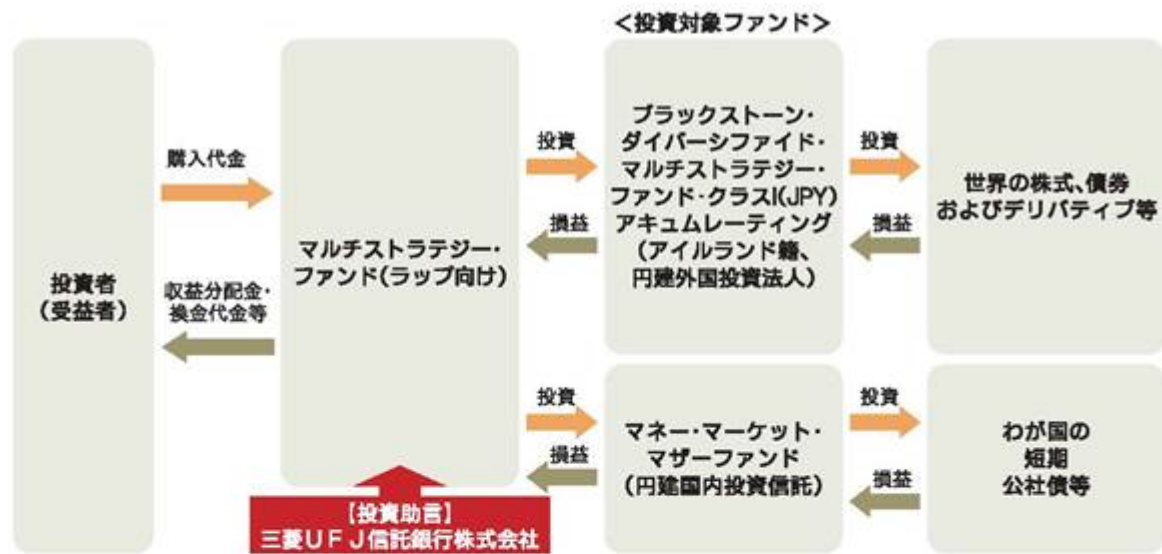 ＜投資対象ファンド＞
投資者
（受益者）
購入代金
収益分配金・
換金代金等
マルチストラテジー・
ファンド（ラップ向け）
【投資助言】
三菱ＵＦＪ信託銀行株式会社
投資
損益
ブラックストーン・
ダイバーシファイド・
マルチストラテジー・
ファンド・クラスI(JPY)
アキュムレーティング
（アイルランド籍、
円建外国投資法人）
投資
損益
世界の株式、債券
およびデリバティブ等
投資
損益
マネー・マーケット・
マザーファンド
（円建国内投資信託）
投資
損益
わが国の
短期
公社債等